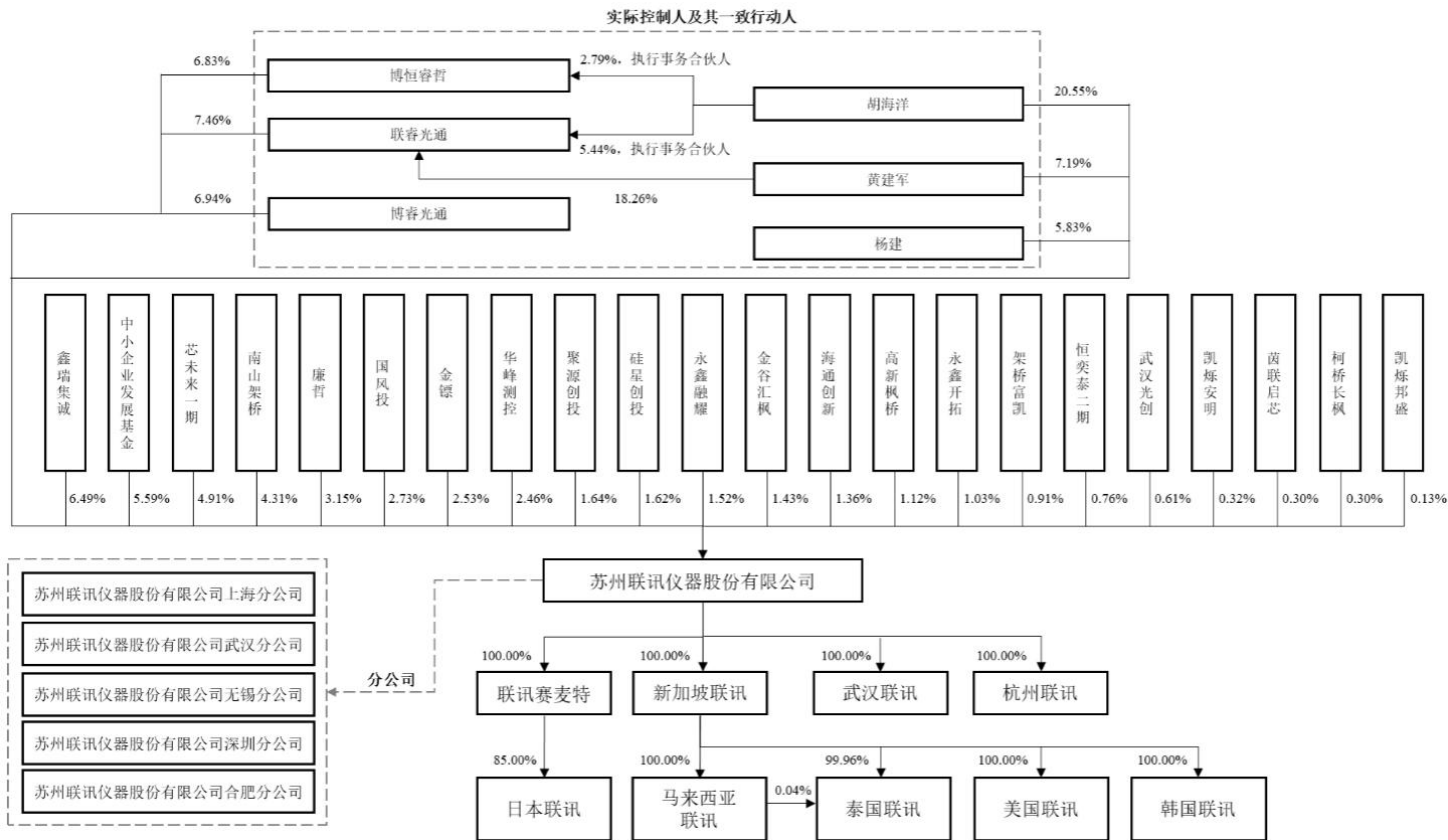 实际控制人及其一致行动人
6.83%
博恒睿哲
2.79%，执行事务合伙人
胡海洋
20.55%
7.46%
联睿光通
5.44%，执行事务合伙人
黄建军
7.19%
18.26%
6.94%
博睿光通
杨建
5.83%
鑫瑞集诚
中小企业发展基金
芯未来一期
南山架桥
廉哲
国风投
金镖
华峰测控
聚源创投
硅星创投
永鑫融耀
金谷汇枫
海通创新
高新枫桥
永鑫开拓
架桥富凯
恒奕泰二期
武汉光创
凯烁安明
茵联启芯
柯桥长枫
凯烁邦盛
6.49%
5.59%
4.91%
4.31%
3.15%
2.73%
2.53%
2.46%
1.64%
1.62%
1.52%
1.43%
1.36%
1.12%
1.03%
0.91%
0.76%
0.61%
0.32%
0.30%
0.30%
0.13%
苏州联讯仪器股份有限公司
苏州联讯仪器股份有限公司上海分公司
苏州联讯仪器股份有限公司武汉分公司
苏州联讯仪器股份有限公司无锡分公司
苏州联讯仪器股份有限公司深圳分公司
苏州联讯仪器股份有限公司合肥分公司
分公司
100.00%
100.00%
100.00%
100.00%
联讯赛麦特
新加坡联讯
武汉联讯
杭州联讯
85.00%
100.00%
99.96%
100.00%
100.00%
日本联讯
马来西亚
联讯
0.04%
泰国联讯
美国联讯
韩国联讯